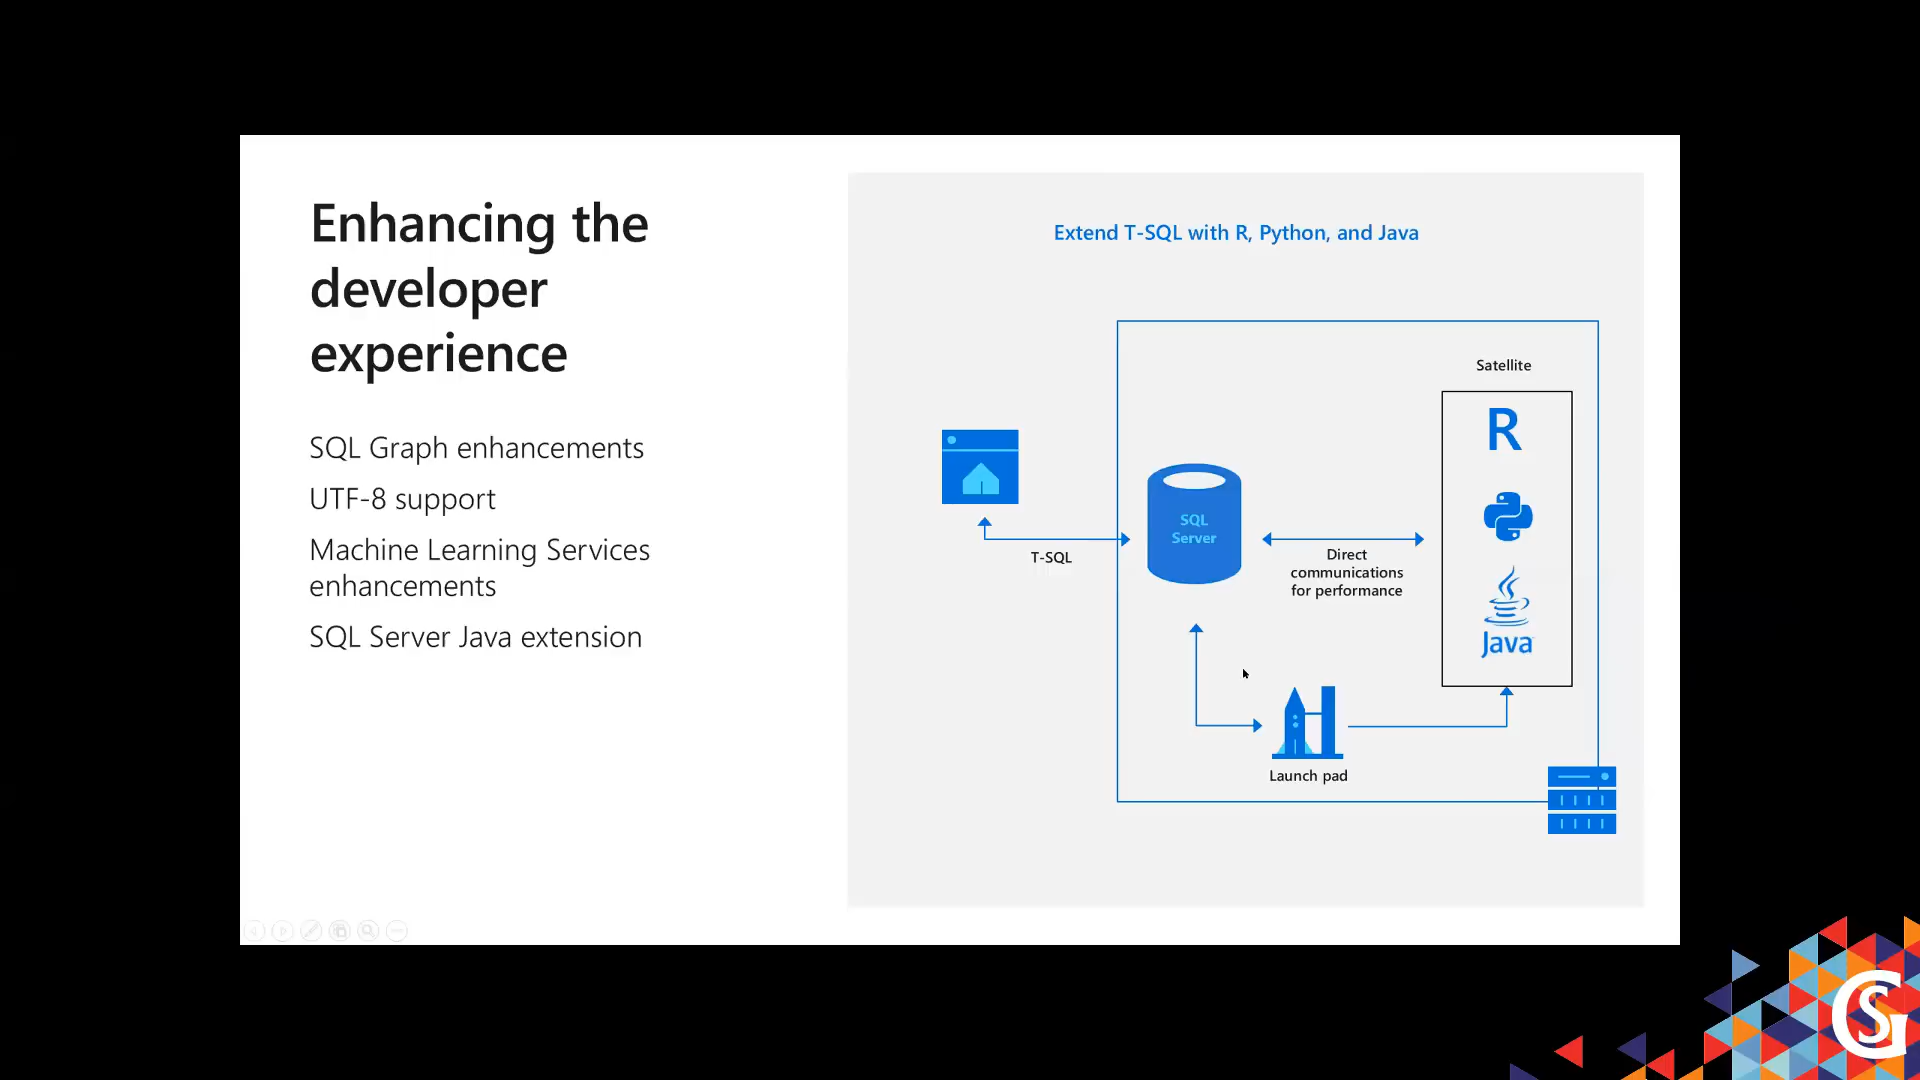 Enhancing the
developer
experience
SQL Graph enhancements
UTF-8 support
Machine Learning Services
enhancements
SQL Server Java extension
Extend T-SQL with R, Python, and Java
Satellite
R
SQL
Server
T-SQL
Direct
communications
for performance
Java
Launch pad
GS